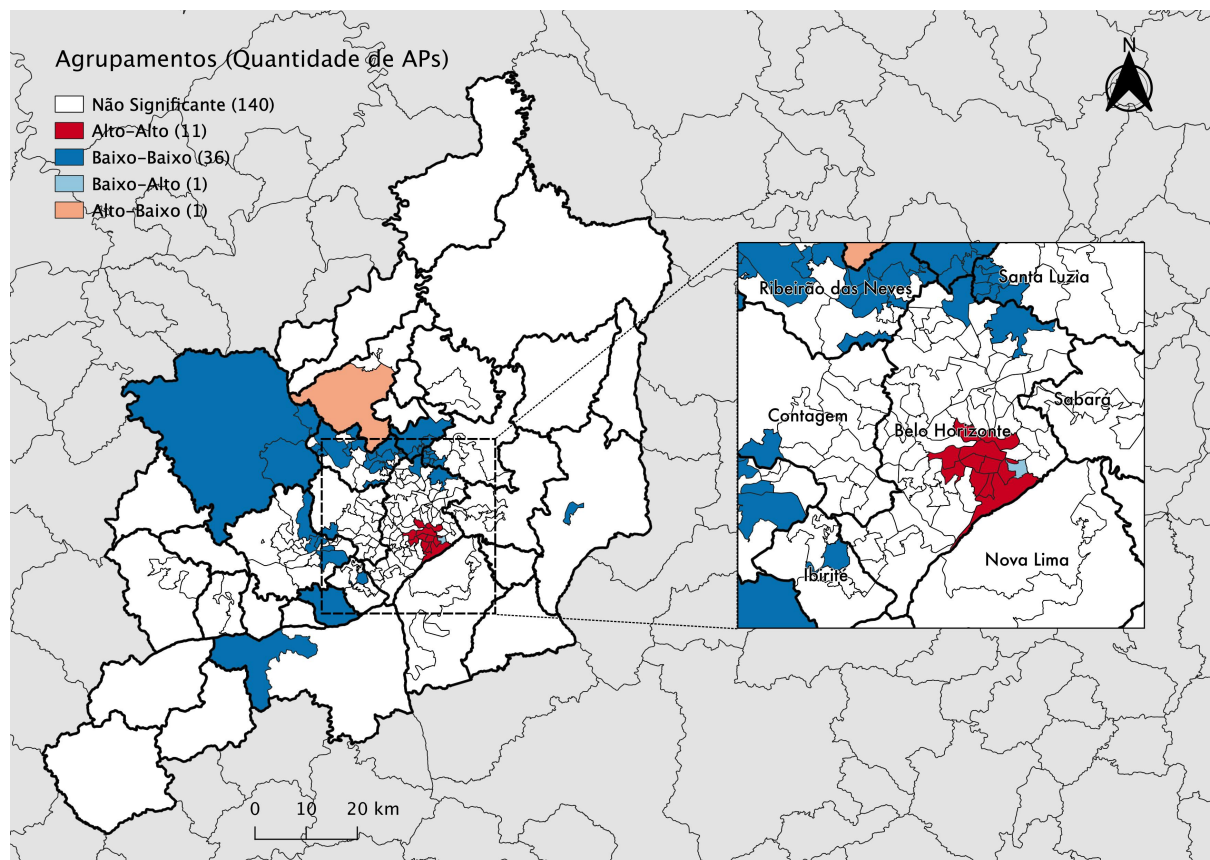 Agrupamentos (Quantidade de APs)
Não Significante (140)
Alto-Alto (11)
Baixo-Baixo (36)
Baixo-Alto (1)
Alto-Baixo (1)
N
Ribeirão das Neves
Santa Luzia
Contagem
Sabará
Belo Horizonte
Ibirité
Nova Lima
0 10 20 km